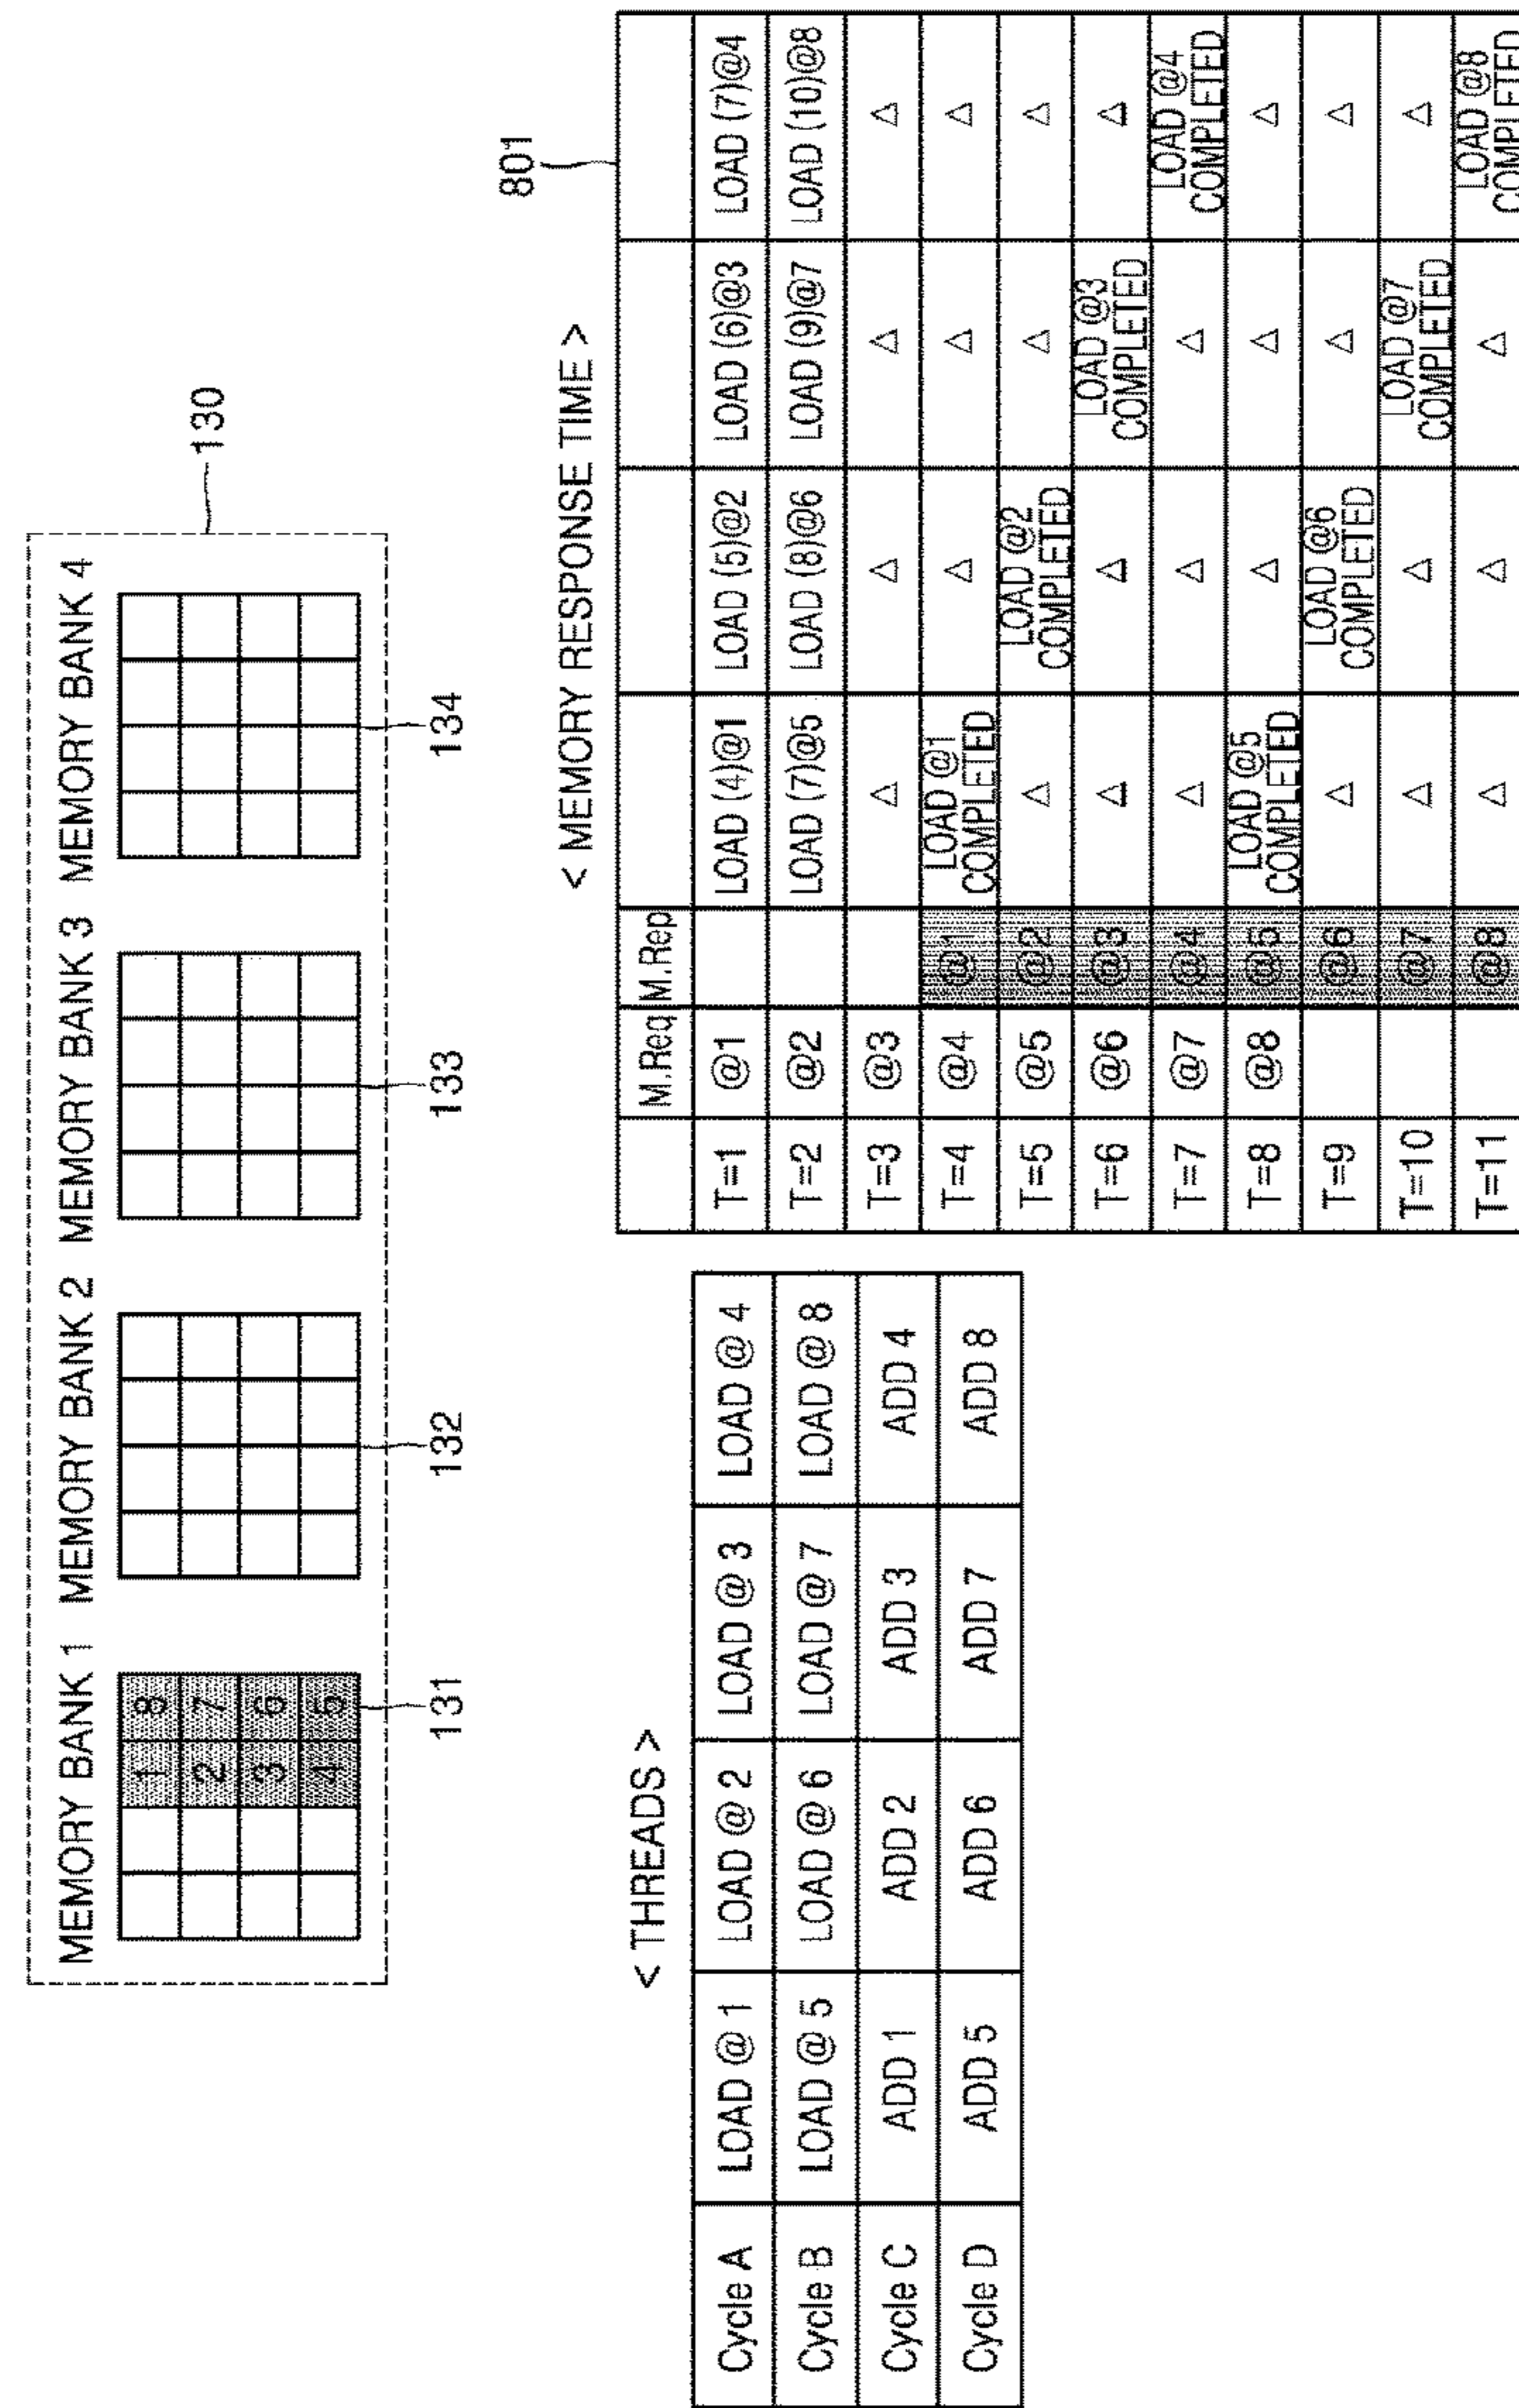 MEMORY BANK 1 MEMORY BANK 2 MEMORY BANK 3 MEMORY BANK 4
1 8
2 7
3 6
4 5
130
131 132 133 134
< THREADS >
Cycle A LOAD @ 1 LOAD @ 2 LOAD @ 3 LOAD @ 4
Cycle B LOAD @ 5 LOAD @ 6 LOAD @ 7 LOAD @ 8
Cycle C ADD 1 ADD 2 ADD 3 ADD 4
Cycle D ADD 5 ADD 6 ADD 7 ADD 8
801
< MEMORY RESPONSE TIME >
M.Req M.Rep
T=1 @1 LOAD (4)@1 LOAD (5)@2 LOAD (6)@3 LOAD (7)@4
T=2 @2 LOAD (7)@5 LOAD (8)@6 LOAD (9)@7 LOAD (10)@8
T=3 @3 △ △ △ △
T=4 @4 @1 LOAD @1 COMPLETED △ △ △
T=5 @5 @2 △ LOAD @2 COMPLETED △ △
T=6 @6 @3 △ △ LOAD @3 COMPLETED △
T=7 @7 @4 △ △ △ LOAD @4 COMPLETED
T=8 @8 @5 LOAD @5 COMPLETED △ △ △
T=9 @6 △ LOAD @6 COMPLETED △ △
T=10 @7 △ △ LOAD @7 COMPLETED △
T=11 @8 △ △ △ LOAD @8 COMPLETED